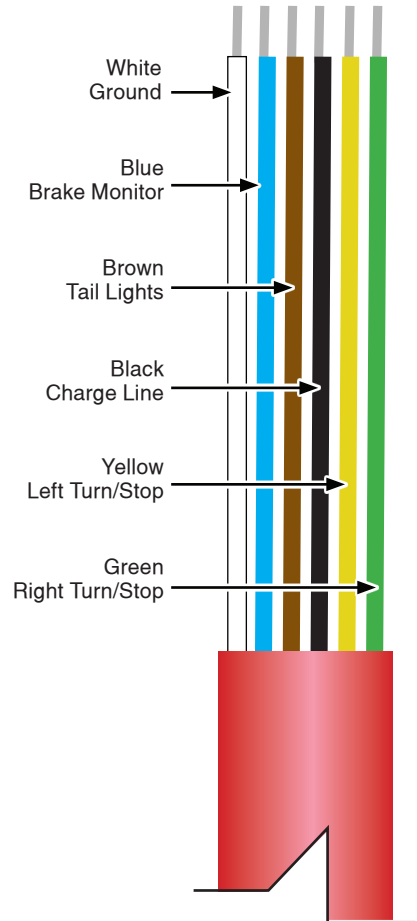 White
Ground
Blue
Brake Monitor
Brown
Tail Lights
Black
Charge Line
Yellow
Left Turn/Stop
Green
Right Turn/Stop